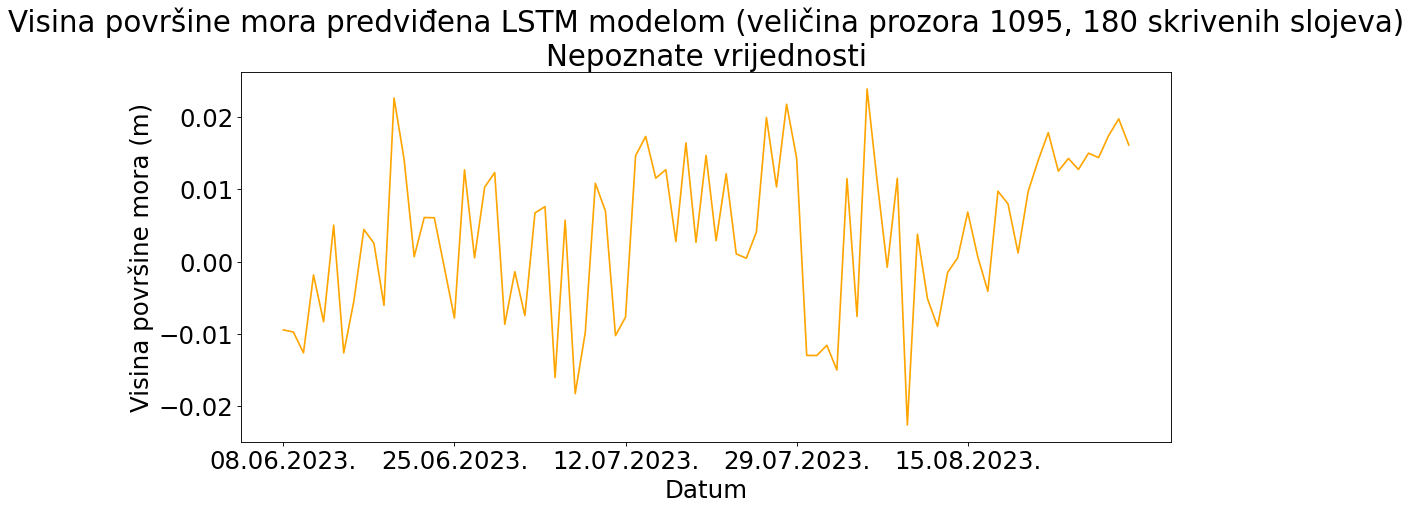 Visina površine mora predviđena LSTM modelom (veličina prozora 1095, 180 skrivenih slojeva)
Nepoznate vrijednosti
Visina površine mora (m)
0.02
0.01
0.00
−0.01
−0.02
08.06.2023. 25.06.2023. 12.07.2023. 29.07.2023. 15.08.2023.
Datum